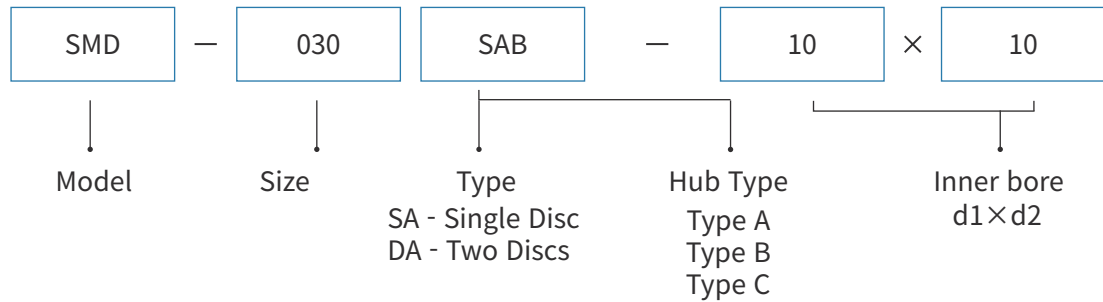 SMD — 030 SAB — 10 × 10
Model Size Type Hub Type Inner bore
SA - Single Disc Type A d1×d2
DA - Two Discs Type B
Type C